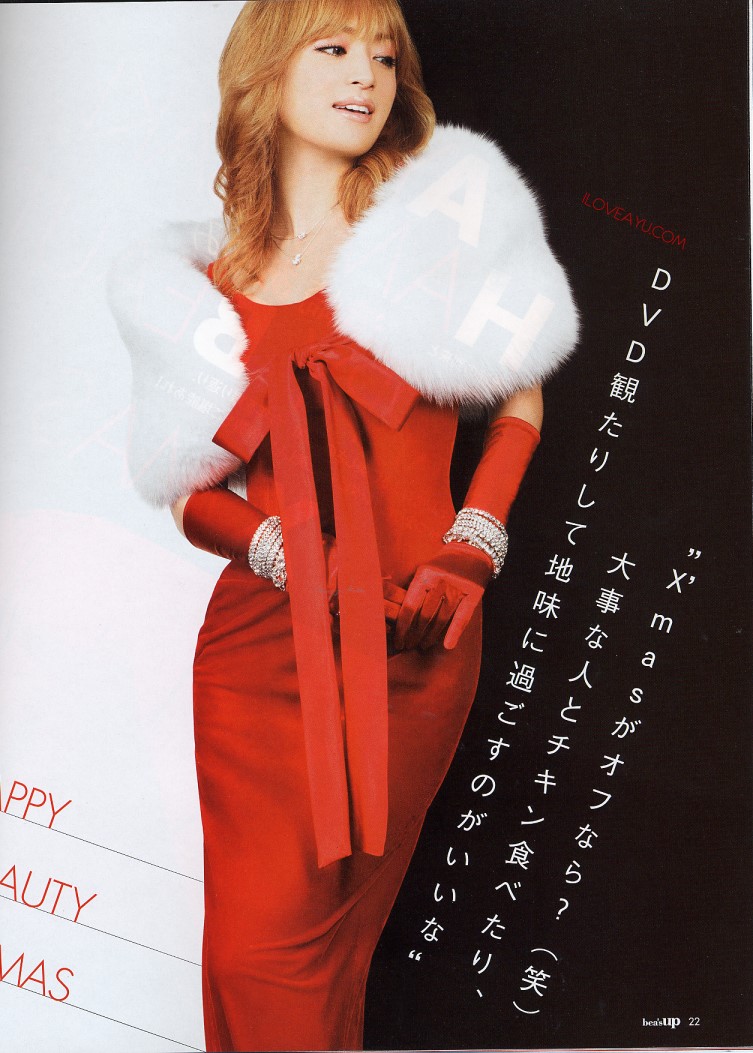 A
H
B
ILOVEAYU.COM
”X’masがオフなら？（笑）
大事な人とチキン食べたり、
DVD観たりして地味に過ごすのがいいな“
APPY
AUTY
MAS
bea'sup 22